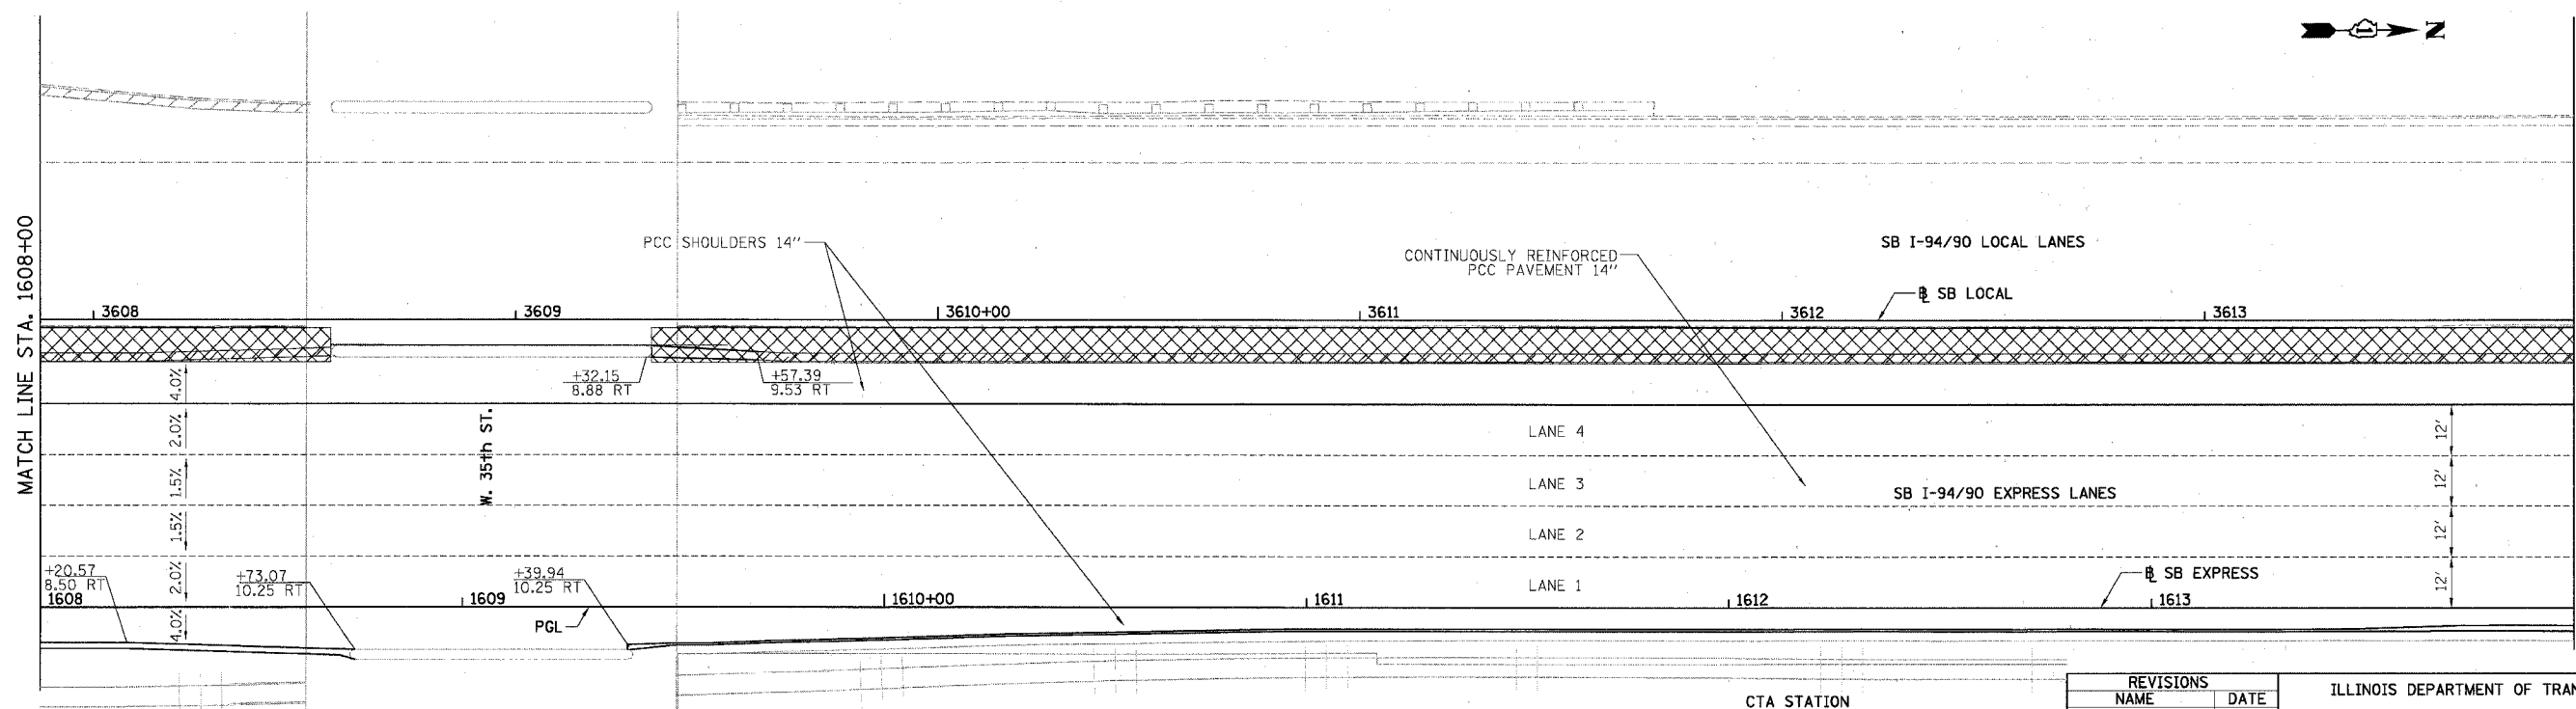 N
MATCH LINE STA. 1608+00
PCC SHOULDERS 14"
CONTINUOUSLY REINFORCED
PCC PAVEMENT 14"
SB I-94/90 LOCAL LANES
℄ SB LOCAL
3608
3609
3610+00
3611
3612
3613
+32.15
8.88 RT
+57.39
9.53 RT
4.0%
2.0%
1.5%
1.5%
2.0%
4.0%
W. 35th ST.
LANE 4
LANE 3
LANE 2
LANE 1
SB I-94/90 EXPRESS LANES
12'
12'
12'
12'
+20.57
8.50 RT
+73.07
10.25 RT
+39.94
10.25 RT
B SB EXPRESS
1608
1609
1610+00
1611
1612
1613
PGL
CTA STATION
REVISIONS
NAME
DATE
ILLINOIS DEPARTMENT OF TRAN